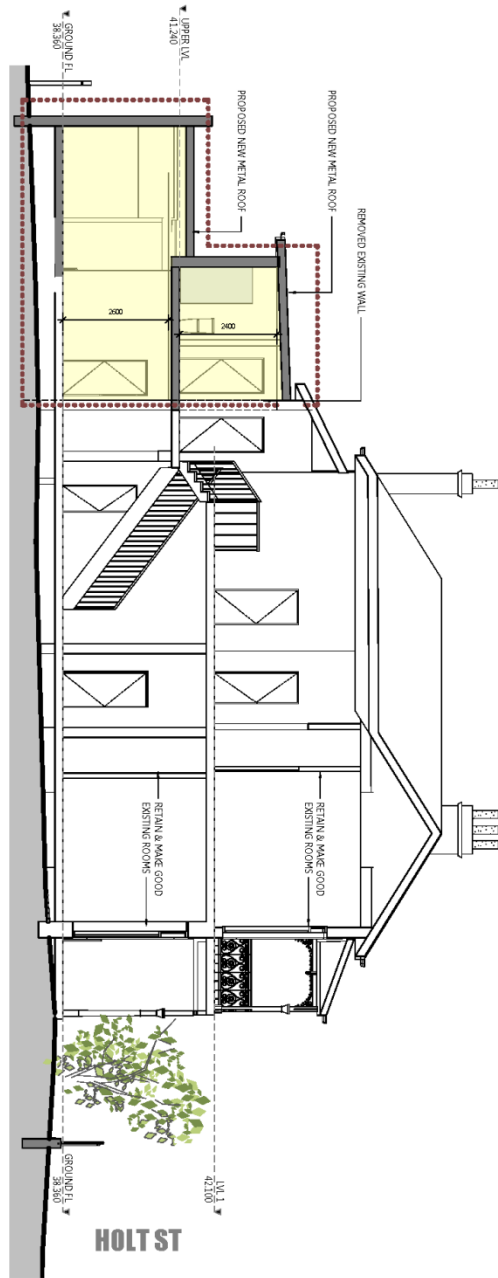 UPPER LVL
41.240
GROUND FL
38.360
PROPOSED NEW METAL ROOF
PROPOSED NEW METAL ROOF
REMOVED EXISTING WALL
2600
2400
RETAIN & MAKE GOOD
EXISTING ROOMS
RETAIN & MAKE GOOD
EXISTING ROOMS
LVL 1
42.100
GROUND FL
38.360
HOLT ST